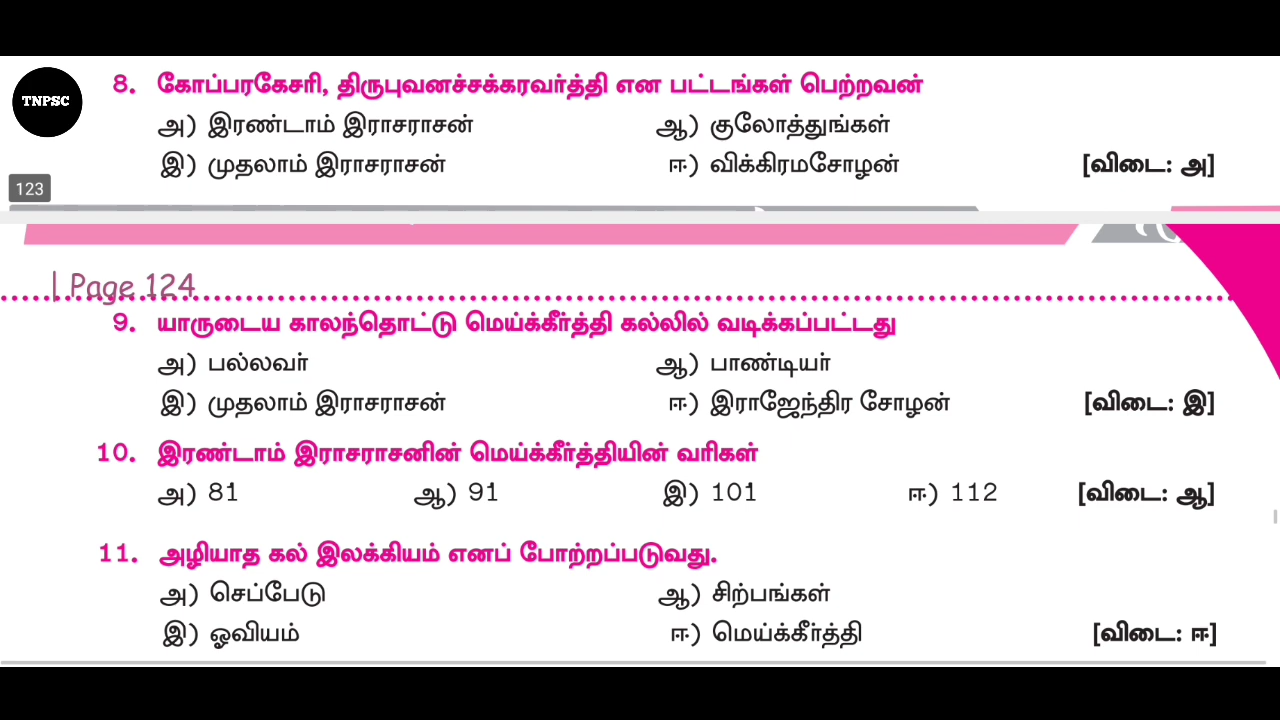 TNPSC
8. கோப்பரகேசரி, திருபுவனச்சக்கரவர்த்தி என பட்டங்கள் பெற்றவன்
அ) இரண்டாம் இராசராசன் ஆ) குலோத்துங்கள்
இ) முதலாம் இராசராசன் ஈ) விக்கிரமசோழன் [விடை: அ]
123
| Page 124
9. யாருடைய காலந்தொட்டு மெய்க்கீர்த்தி கல்லில் வடிக்கப்பட்டது
அ) பல்லவர் ஆ) பாண்டியர்
இ) முதலாம் இராசராசன் ஈ) இராஜேந்திர சோழன் [விடை: இ]
10. இரண்டாம் இராசராசனின் மெய்க்கீர்த்தியின் வரிகள்
அ) 81 ஆ) 91 இ) 101 ஈ) 112 [விடை: ஆ]
11. அழியாத கல் இலக்கியம் எனப் போற்றப்படுவது.
அ) செப்பேடு ஆ) சிற்பங்கள்
இ) ஓவியம் ஈ) மெய்க்கீர்த்தி [விடை: ஈ]